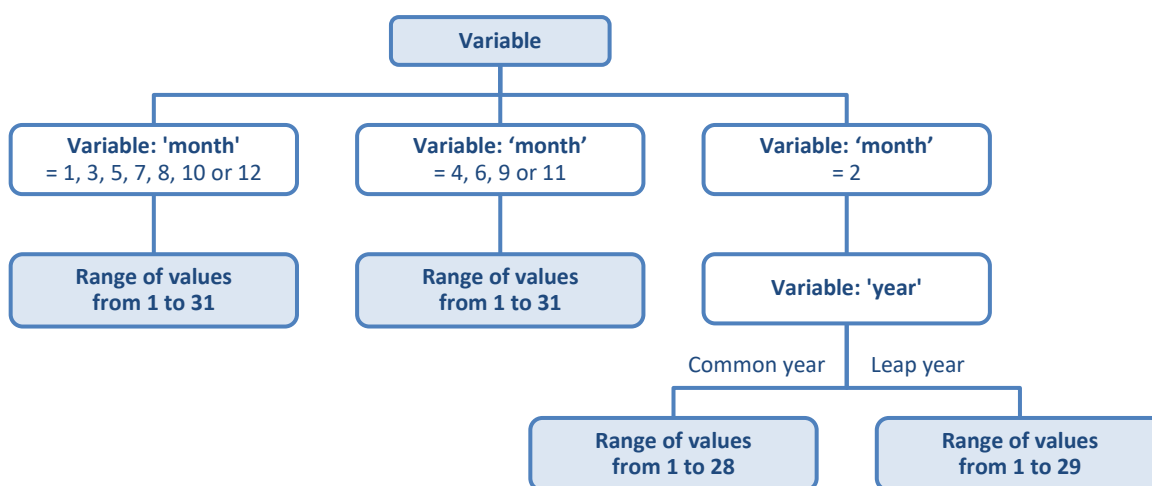 Variable
Variable: 'month'
= 1, 3, 5, 7, 8, 10 or 12
Variable: ‘month’
= 4, 6, 9 or 11
Variable: ‘month’
= 2
Range of values
from 1 to 31
Range of values
from 1 to 31
Variable: 'year'
Common year
Leap year
Range of values
from 1 to 28
Range of values
from 1 to 29